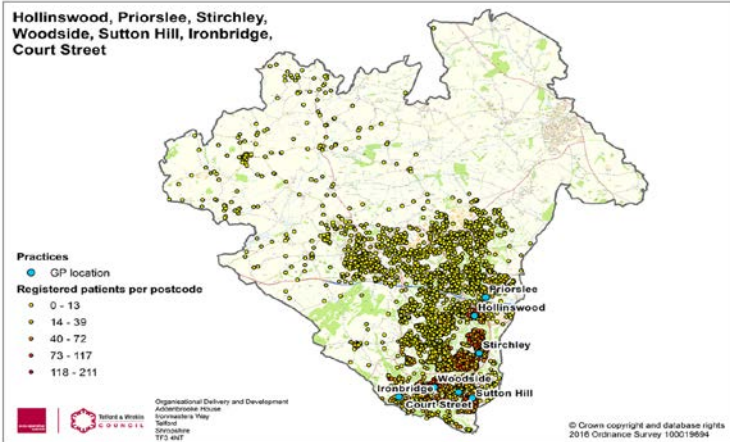 Hollinswood, Priorslee, Stirchley,
Woodside, Sutton Hill, Ironbridge,
Court Street
Practices
GP location
Registered patients per postcode
0 - 13
14 - 39
40 - 72
73 - 117
118 - 211
Priorslee
Hollinswood
Stirchley
Woodside
Ironbridge
Sutton Hill
Court Street
Telford & Wrekin
COUNCIL
Organisational Delivery and Development
Addenbrooke House
Ironmasters Way
Telford
Shropshire
TF3 4NT
© Crown copyright and database rights
2016 Ordnance Survey 100019694